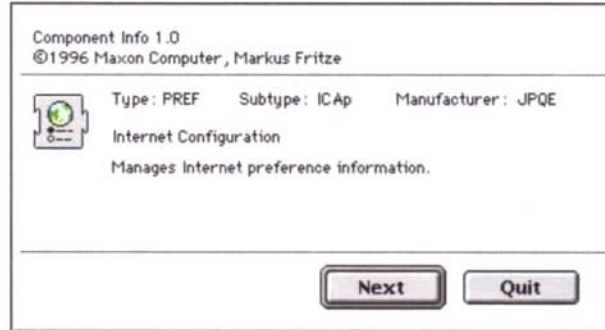 Component Info 1.0
©1996 Maxon Computer, Markus Fritze
Type: PREF Subtype: ICAp Manufacturer: JPQE
Internet Configuration
Manages Internet preference information.
Next Quit